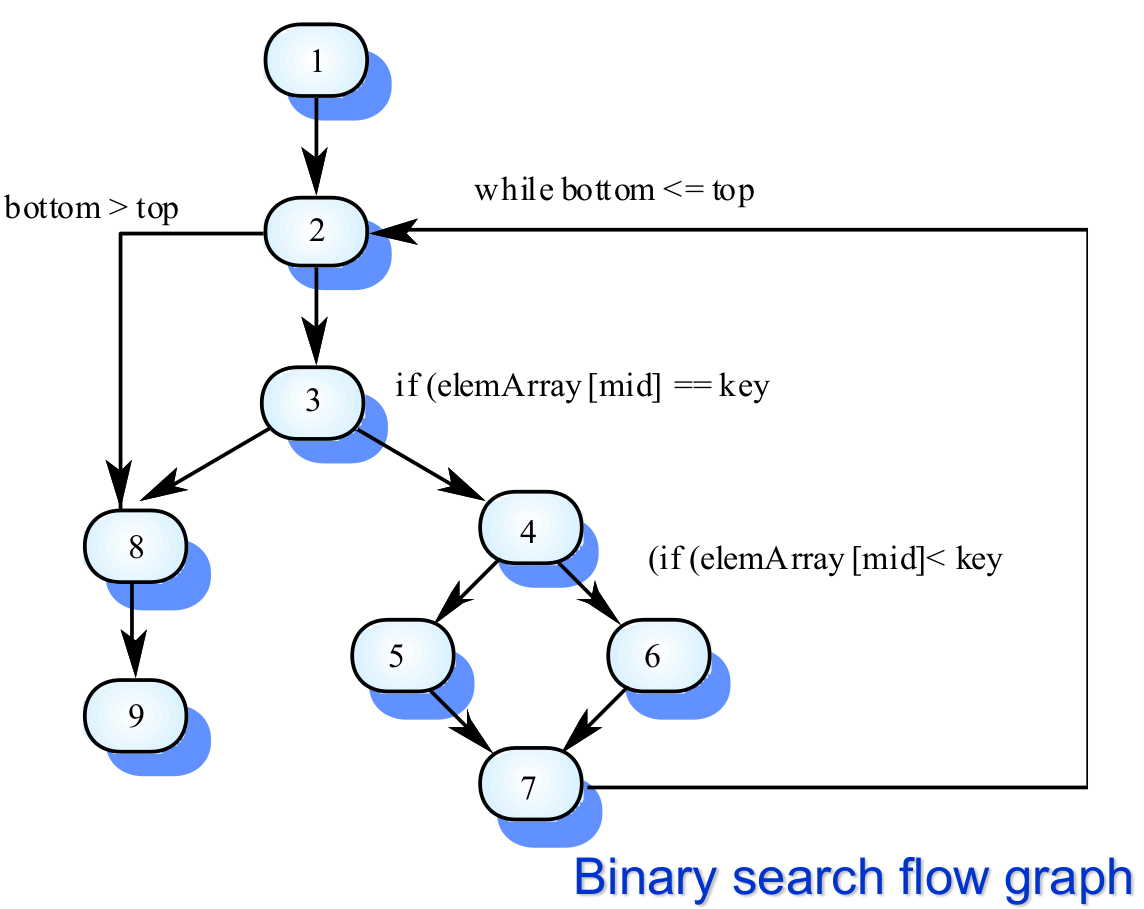 1
bottom > top
while bottom <= top
2
3
if (elemArray [mid] == key
8
4
(if (elemArray [mid]< key
5
6
9
7
Binary search flow graph